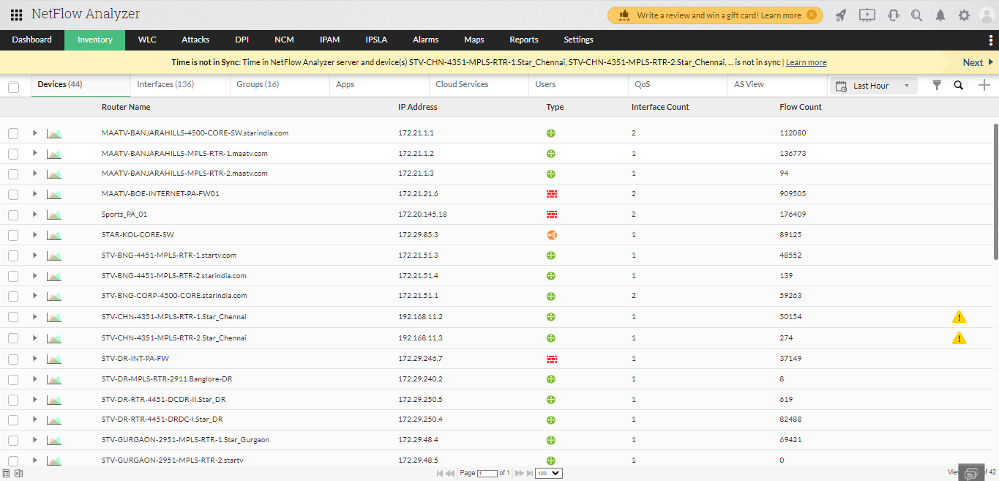 NetFlow Analyzer
Write a review and win a gift card! Learn more
Dashboard Inventory WLC Attacks DPI NCM IPAM IPSLA Alarms Maps Reports Settings
Time is not in Sync: Time in NetFlow Analyzer server and device(s) STV-CHN-4351-MPLS-RTR-1.Star_Chennai, STV-CHN-4351-MPLS-RTR-2.Star_Chennai, ... is not in sync | Learn more Next
Devices (44) Interfaces (136) Groups (16) Apps Cloud Services Users QoS AS View Last Hour
Router Name IP Address Type Interface Count Flow Count
MAATV-BANJARAHILLS-4500-CORE-SW.starindia.com 172.21.1.1 2 112080
MAATV-BANJARAHILLS-MPLS-RTR-1.maatv.com 172.21.1.2 1 136773
MAATV-BANJARAHILLS-MPLS-RTR-2.maatv.com 172.21.1.3 1 94
MAATV-BOE-INTERNET-PA-FW01 172.21.21.6 2 909505
Sports_PA_01 172.20.145.18 2 176409
STAR-KOL-CORE-SW 172.29.85.3 1 89125
STV-BNG-4451-MPLS-RTR-1.startv.com 172.21.51.3 1 48552
STV-BNG-4451-MPLS-RTR-2.starindia.com 172.21.51.4 1 139
STV-BNG-CORP-4500-CORE.starindia.com 172.21.51.1 2 59263
STV-CHN-4351-MPLS-RTR-1.Star_Chennai 192.168.11.2 1 50154
STV-CHN-4351-MPLS-RTR-2.Star_Chennai 192.168.11.3 1 274
STV-DR-INT-PA-FW 172.29.246.7 1 37149
STV-DR-MPLS-RTR-2911.Banglore-DR 172.29.240.2 1 8
STV-DR-RTR-4451-DCDR-II.Star_DR 172.29.250.5 1 619
STV-DR-RTR-4451-DRDC-I.Star_DR 172.29.250.4 1 82488
STV-GURGAON-2951-MPLS-RTR-1.Star_Gurgaon 172.29.48.4 1 69421
STV-GURGAON-2951-MPLS-RTR-2.startv 172.29.48.5 1 0
Page 1 of 1 100 of 42